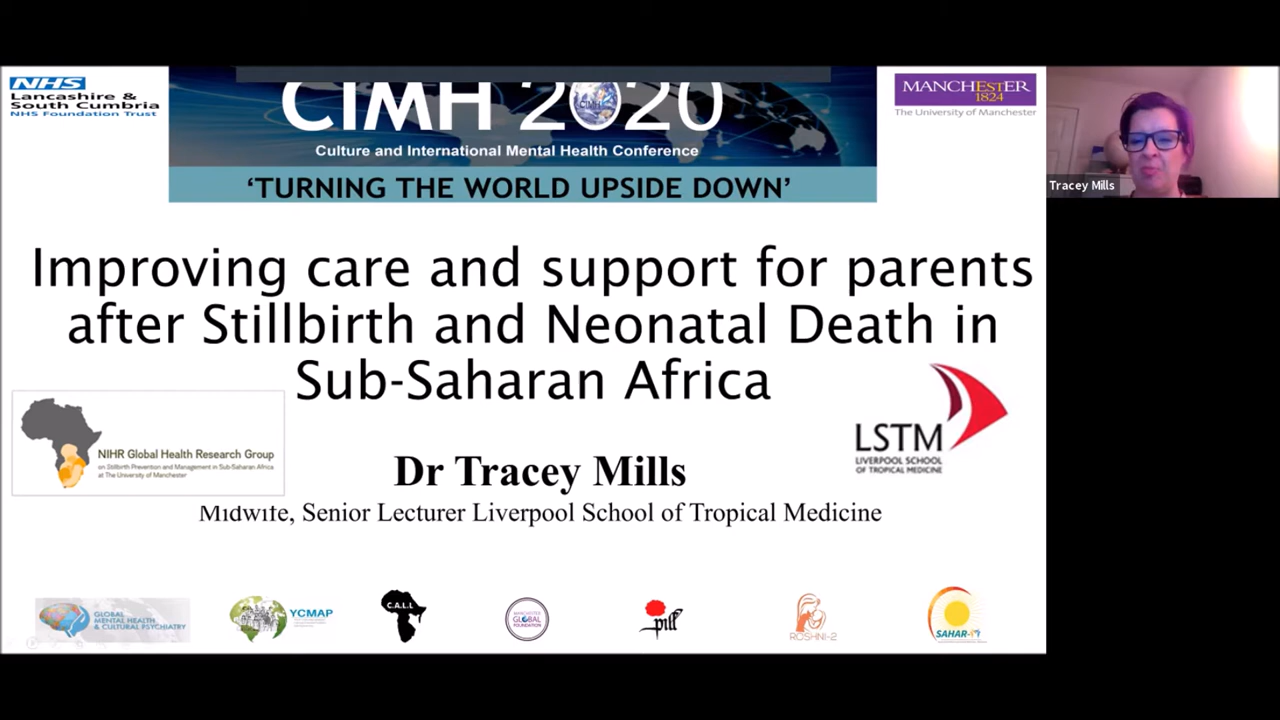 NHS
Lancashire &
South Cumbria
NHS Foundation Trust
CIMH 2020
CIMH
Culture and International Mental Health Conference
'TURNING THE WORLD UPSIDE DOWN'
MANCHESTER
1824
The University of Manchester
Tracey Mills
Improving care and support for parents
after Stillbirth and Neonatal Death in
Sub-Saharan Africa
NIHR Global Health Research Group
on Stillbirth Prevention and Management in Sub-Saharan Africa
at The University of Manchester
LSTM
LIVERPOOL SCHOOL
OF TROPICAL MEDICINE
Dr Tracey Mills
Midwife, Senior Lecturer Liverpool School of Tropical Medicine
GLOBAL
MENTAL HEALTH
& CULTURAL PSYCHIATRY
YCMAP
C.A.L.L
MANCHESTER
GLOBAL
FOUNDATION
pill
ROSHNI-2